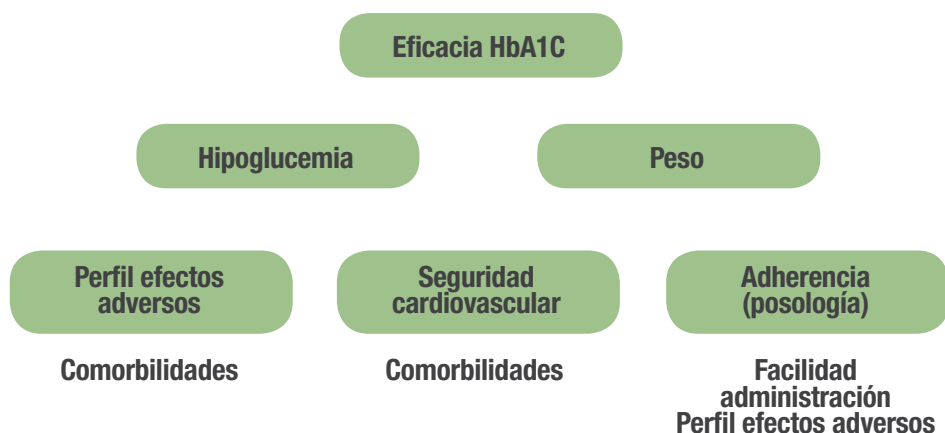 Eficacia HbA1C
Hipoglucemia
Peso
Perfil efectos
adversos
Seguridad
cardiovascular
Adherencia
(posología)
Comorbilidades
Comorbilidades
Facilidad
administración
Perfil efectos adversos